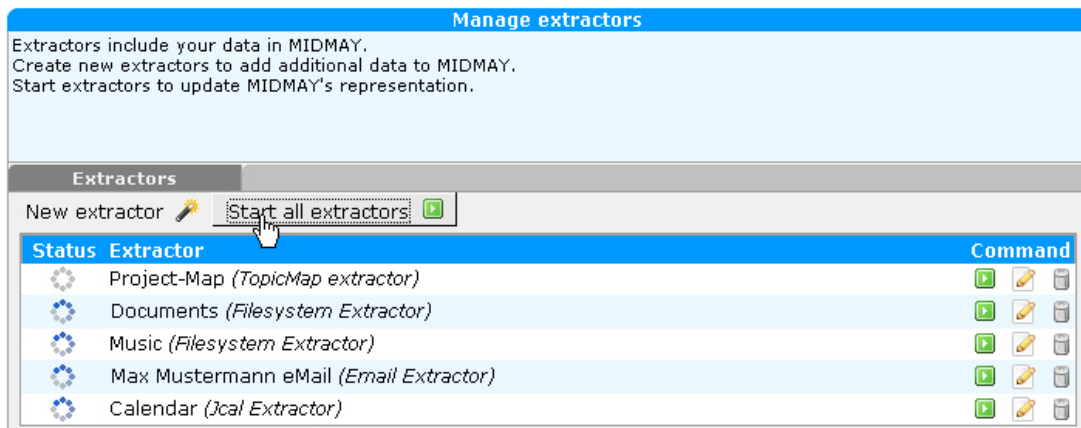 Manage extractors
Extractors include your data in MIDMAY.
Create new extractors to add additional data to MIDMAY.
Start extractors to update MIDMAY's representation.
Extractors
New extractor Start all extractors
Status Extractor Command
Project-Map (TopicMap extractor)
Documents (Filesystem Extractor)
Music (Filesystem Extractor)
Max Mustermann eMail (Email Extractor)
Calendar (Jcal Extractor)